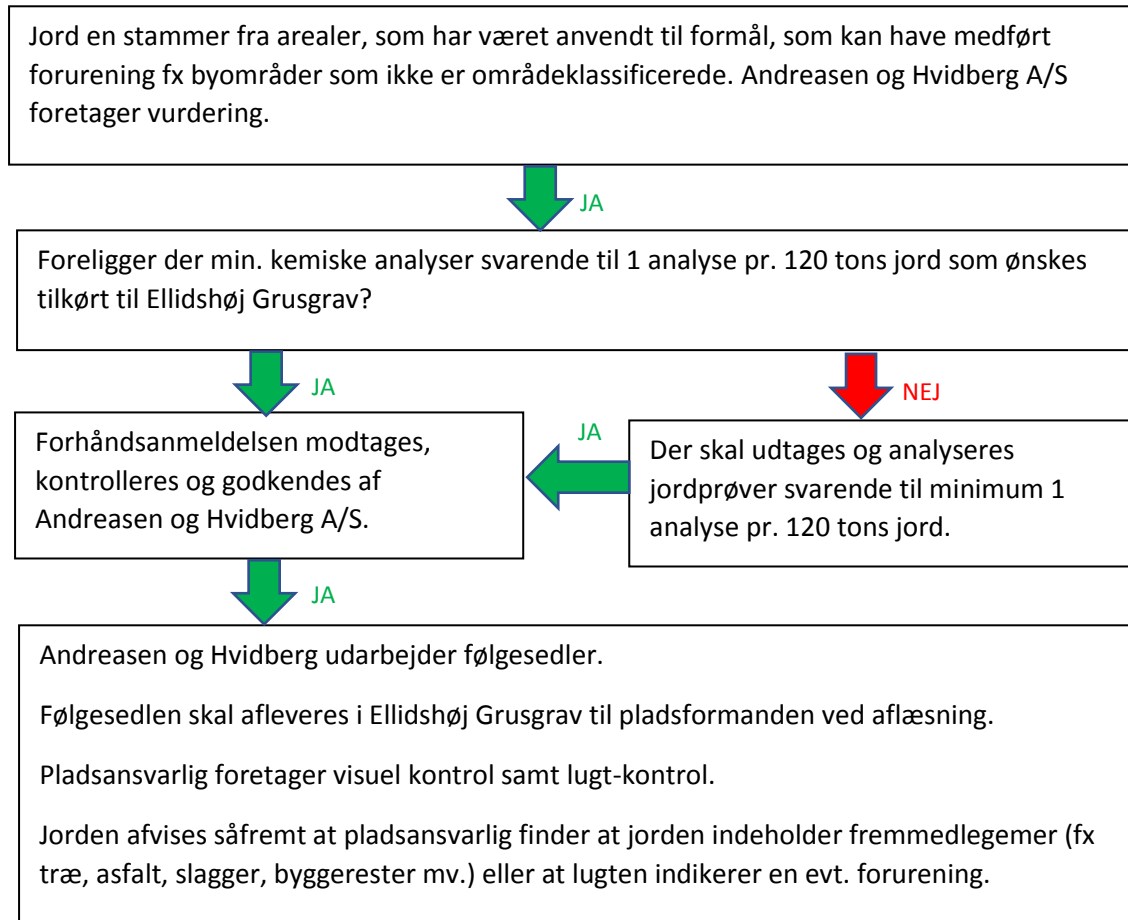 Jord en stammer fra arealer, som har været anvendt til formål, som kan have medført
forurening fx byområder som ikke er områdeklassificerede. Andreasen og Hvidberg A/S
foretager vurdering.
JA
Foreligger der min. kemiske analyser svarende til 1 analyse pr. 120 tons jord som ønskes
tilkørt til Ellidshøj Grusgrav?
JA
NEJ
Forhåndsanmeldelsen modtages,
kontrolleres og godkendes af
Andreasen og Hvidberg A/S.
JA
Der skal udtages og analyseres
jordprøver svarende til minimum 1
analyse pr. 120 tons jord.
JA
Andreasen og Hvidberg udarbejder følgesedler.
Følgesedlen skal afleveres i Ellidshøj Grusgrav til pladsformanden ved aflæsning.
Pladsansvarlig foretager visuel kontrol samt lugt-kontrol.
Jorden afvises såfremt at pladsansvarlig finder at jorden indeholder fremmedlegemer (fx
træ, asfalt, slagger, byggerester mv.) eller at lugten indikerer en evt. forurening.